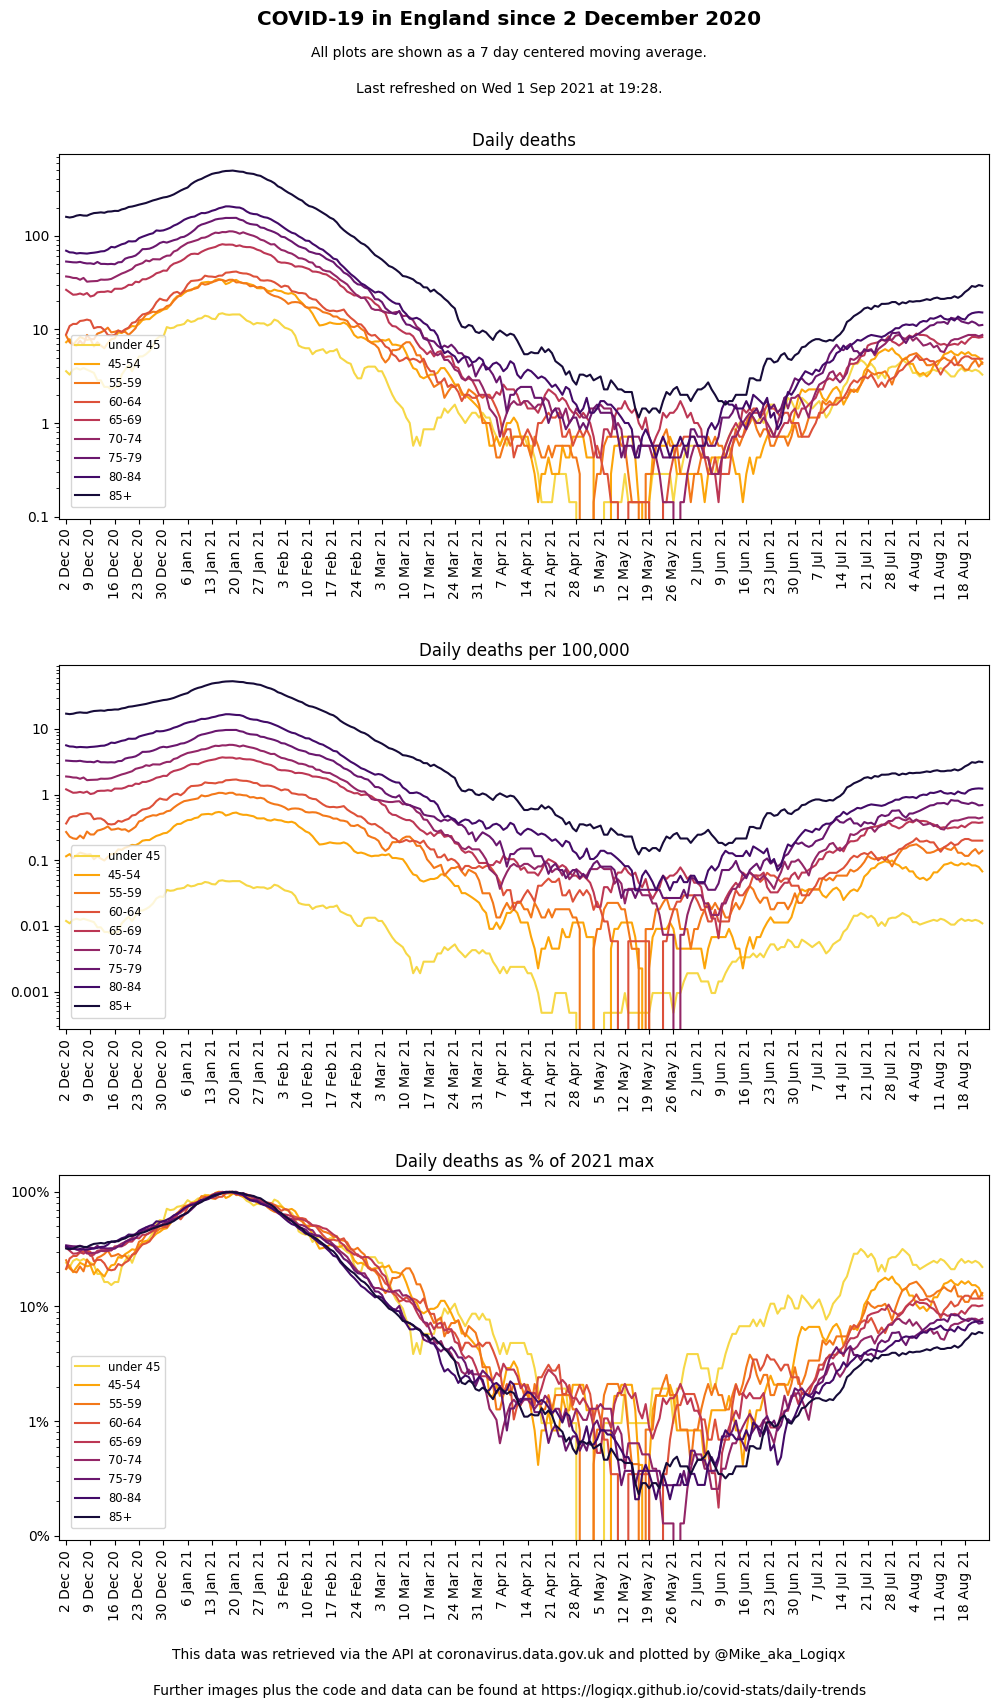 COVID-19 in England since 2 December 2020
All plots are shown as a 7 day centered moving average.
Last refreshed on Wed 1 Sep 2021 at 19:28.
Daily deaths
100
10
1
0.1
under 45
45-54
55-59
60-64
65-69
70-74
75-79
80-84
85+
2 Dec 20
9 Dec 20
16 Dec 20
23 Dec 20
30 Dec 20
6 Jan 21
13 Jan 21
20 Jan 21
27 Jan 21
3 Feb 21
10 Feb 21
17 Feb 21
24 Feb 21
3 Mar 21
10 Mar 21
17 Mar 21
24 Mar 21
31 Mar 21
7 Apr 21
14 Apr 21
21 Apr 21
28 Apr 21
5 May 21
12 May 21
19 May 21
26 May 21
2 Jun 21
9 Jun 21
16 Jun 21
23 Jun 21
30 Jun 21
7 Jul 21
14 Jul 21
21 Jul 21
28 Jul 21
4 Aug 21
11 Aug 21
18 Aug 21
Daily deaths per 100,000
10
1
0.1
0.01
0.001
under 45
45-54
55-59
60-64
65-69
70-74
75-79
80-84
85+
2 Dec 20
9 Dec 20
16 Dec 20
23 Dec 20
30 Dec 20
6 Jan 21
13 Jan 21
20 Jan 21
27 Jan 21
3 Feb 21
10 Feb 21
17 Feb 21
24 Feb 21
3 Mar 21
10 Mar 21
17 Mar 21
24 Mar 21
31 Mar 21
7 Apr 21
14 Apr 21
21 Apr 21
28 Apr 21
5 May 21
12 May 21
19 May 21
26 May 21
2 Jun 21
9 Jun 21
16 Jun 21
23 Jun 21
30 Jun 21
7 Jul 21
14 Jul 21
21 Jul 21
28 Jul 21
4 Aug 21
11 Aug 21
18 Aug 21
Daily deaths as % of 2021 max
100%
10%
1%
0%
under 45
45-54
55-59
60-64
65-69
70-74
75-79
80-84
85+
2 Dec 20
9 Dec 20
16 Dec 20
23 Dec 20
30 Dec 20
6 Jan 21
13 Jan 21
20 Jan 21
27 Jan 21
3 Feb 21
10 Feb 21
17 Feb 21
24 Feb 21
3 Mar 21
10 Mar 21
17 Mar 21
24 Mar 21
31 Mar 21
7 Apr 21
14 Apr 21
21 Apr 21
28 Apr 21
5 May 21
12 May 21
19 May 21
26 May 21
2 Jun 21
9 Jun 21
16 Jun 21
23 Jun 21
30 Jun 21
7 Jul 21
14 Jul 21
21 Jul 21
28 Jul 21
4 Aug 21
11 Aug 21
18 Aug 21
This data was retrieved via the API at coronavirus.data.gov.uk and plotted by @Mike_aka_Logiqx
Further images plus the code and data can be found at https://logiqx.github.io/covid-stats/daily-trends